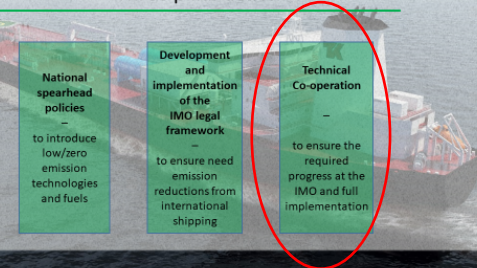 National
spearhead
policies
–
to introduce
low/zero
emission
technologies
and fuels
Development
and
implementation
of the
IMO legal
framework
–
to ensure need
emission
reductions from
international
shipping
Technical
Co-operation
–
to ensure the
required
progress at the
IMO and full
implementation